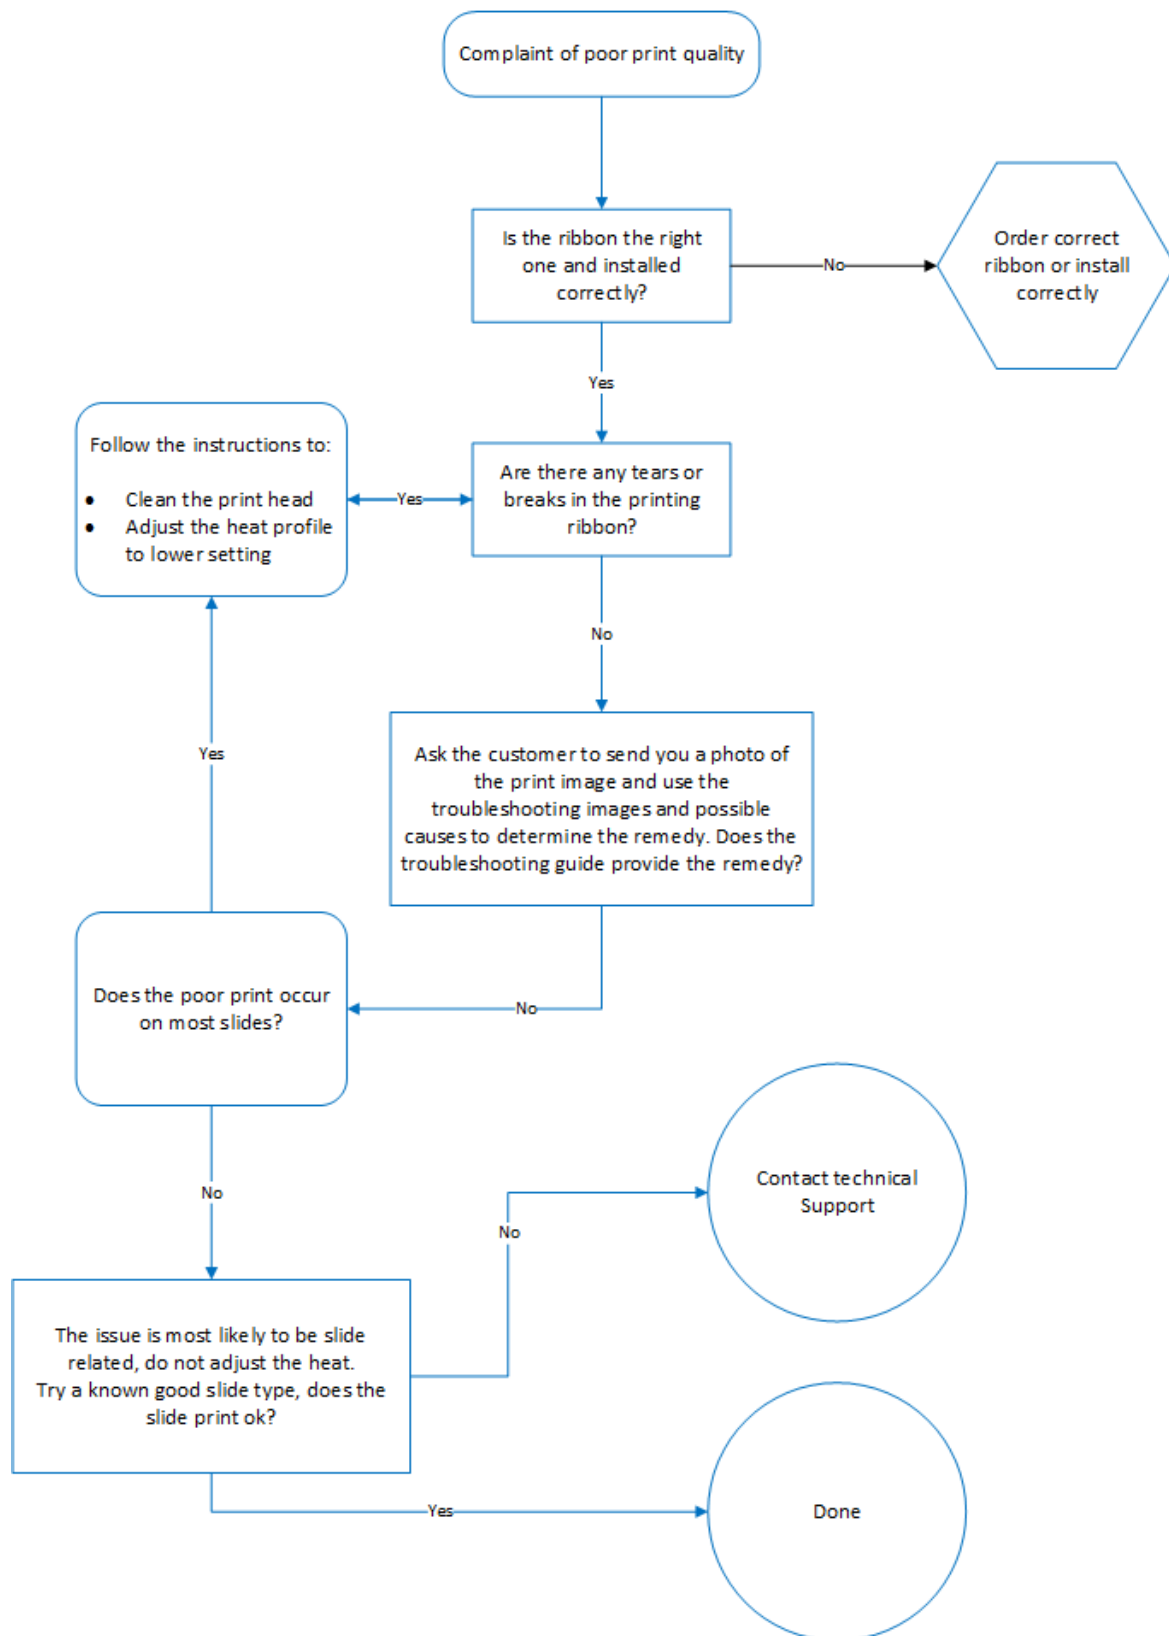 Complaint of poor print quality
Is the ribbon the right
one and installed
correctly?
No
Order correct
ribbon or install
correctly
Yes
Follow the instructions to:
• Clean the print head
• Adjust the heat profile
to lower setting
Yes
Are there any tears or
breaks in the printing
ribbon?
No
Ask the customer to send you a photo of
the print image and use the
troubleshooting images and possible
causes to determine the remedy. Does the
troubleshooting guide provide the remedy?
Yes
Does the poor print occur
on most slides?
No
No
Contact technical
Support
No
The issue is most likely to be slide
related, do not adjust the heat.
Try a known good slide type, does the
slide print ok?
Yes
Done